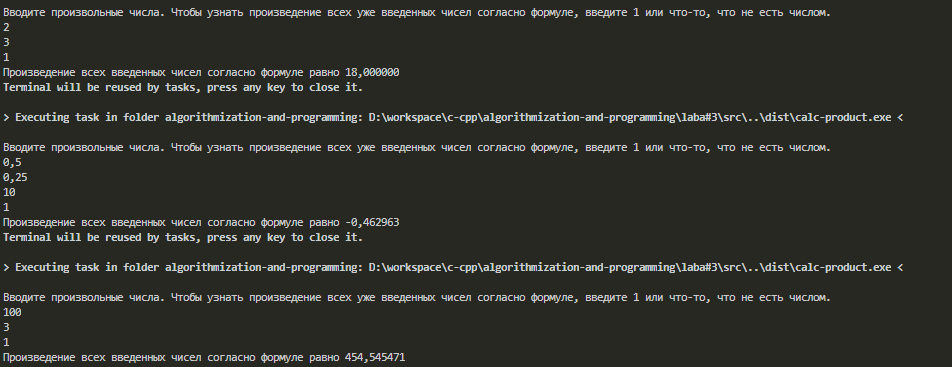 Вводите произвольные числа. Чтобы узнать произведение всех уже введенных чисел согласно формуле, введите 1 или что-то, что не есть числом.
2
3
1
Произведение всех введенных чисел согласно формуле равно 18,000000
Terminal will be reused by tasks, press any key to close it.
> Executing task in folder algorithmization-and-programming: D:\workspace\c-cpp\algorithmization-and-programming\laba#3\src\..\dist\calc-product.exe <
Вводите произвольные числа. Чтобы узнать произведение всех уже введенных чисел согласно формуле, введите 1 или что-то, что не есть числом.
0,5
0,25
10
1
Произведение всех введенных чисел согласно формуле равно -0,462963
Terminal will be reused by tasks, press any key to close it.
> Executing task in folder algorithmization-and-programming: D:\workspace\c-cpp\algorithmization-and-programming\laba#3\src\..\dist\calc-product.exe <
Вводите произвольные числа. Чтобы узнать произведение всех уже введенных чисел согласно формуле, введите 1 или что-то, что не есть числом.
100
3
1
Произведение всех введенных чисел согласно формуле равно 454,545471